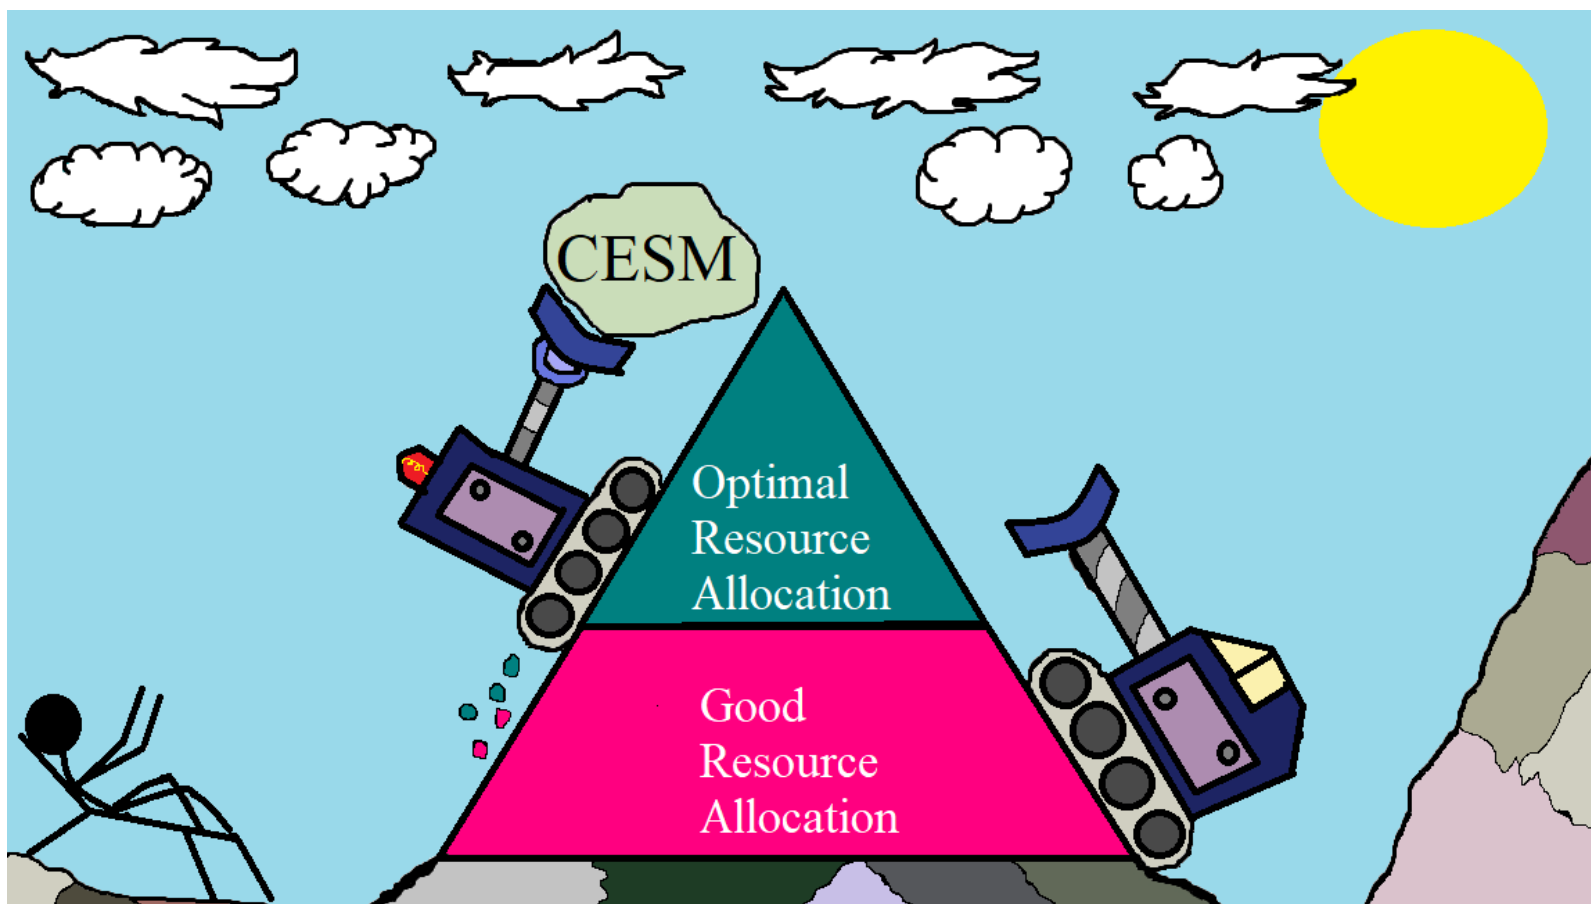 CESM
Optimal
Resource
Allocation
Good
Resource
Allocation